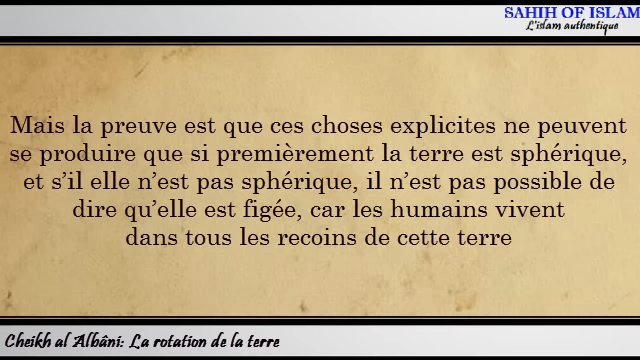 SAHIH OF ISLAM
L'islam authentique
Mais la preuve est que ces choses explicites ne peuvent
se produire que si premièrement la terre est sphérique,
et s'il elle n'est pas sphérique, il n'est pas possible de
dire qu'elle est figée, car les humains vivent
dans tous les recoins de cette terre
Cheikh al Albâni: La rotation de la terre